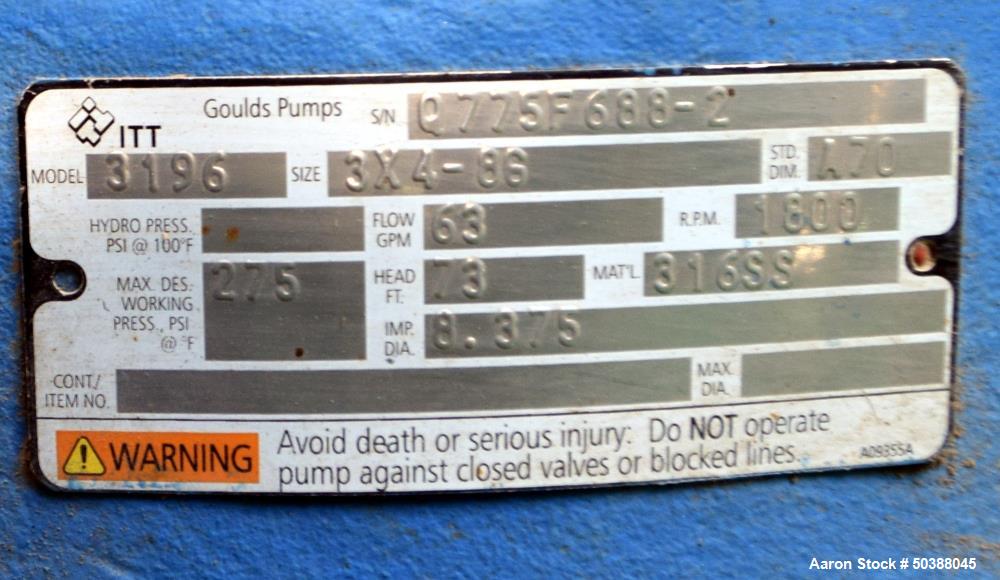 ITT Goulds Pumps S/N Q775F688-2
MODEL 3196 SIZE 3X4-8G STD. DIM. A70
HYDRO PRESS. PSI @ 100°F FLOW GPM 63 R.P.M. 1800
MAX. DES. WORKING PRESS., PSI @ °F 275 HEAD FT. 73 MAT'L. 316SS
IMP. DIA. 8.375
CONT./ ITEM NO. MAX. DIA.
WARNING Avoid death or serious injury: Do NOT operate
pump against closed valves or blocked lines.
A09355A
Aaron Stock # 50388045